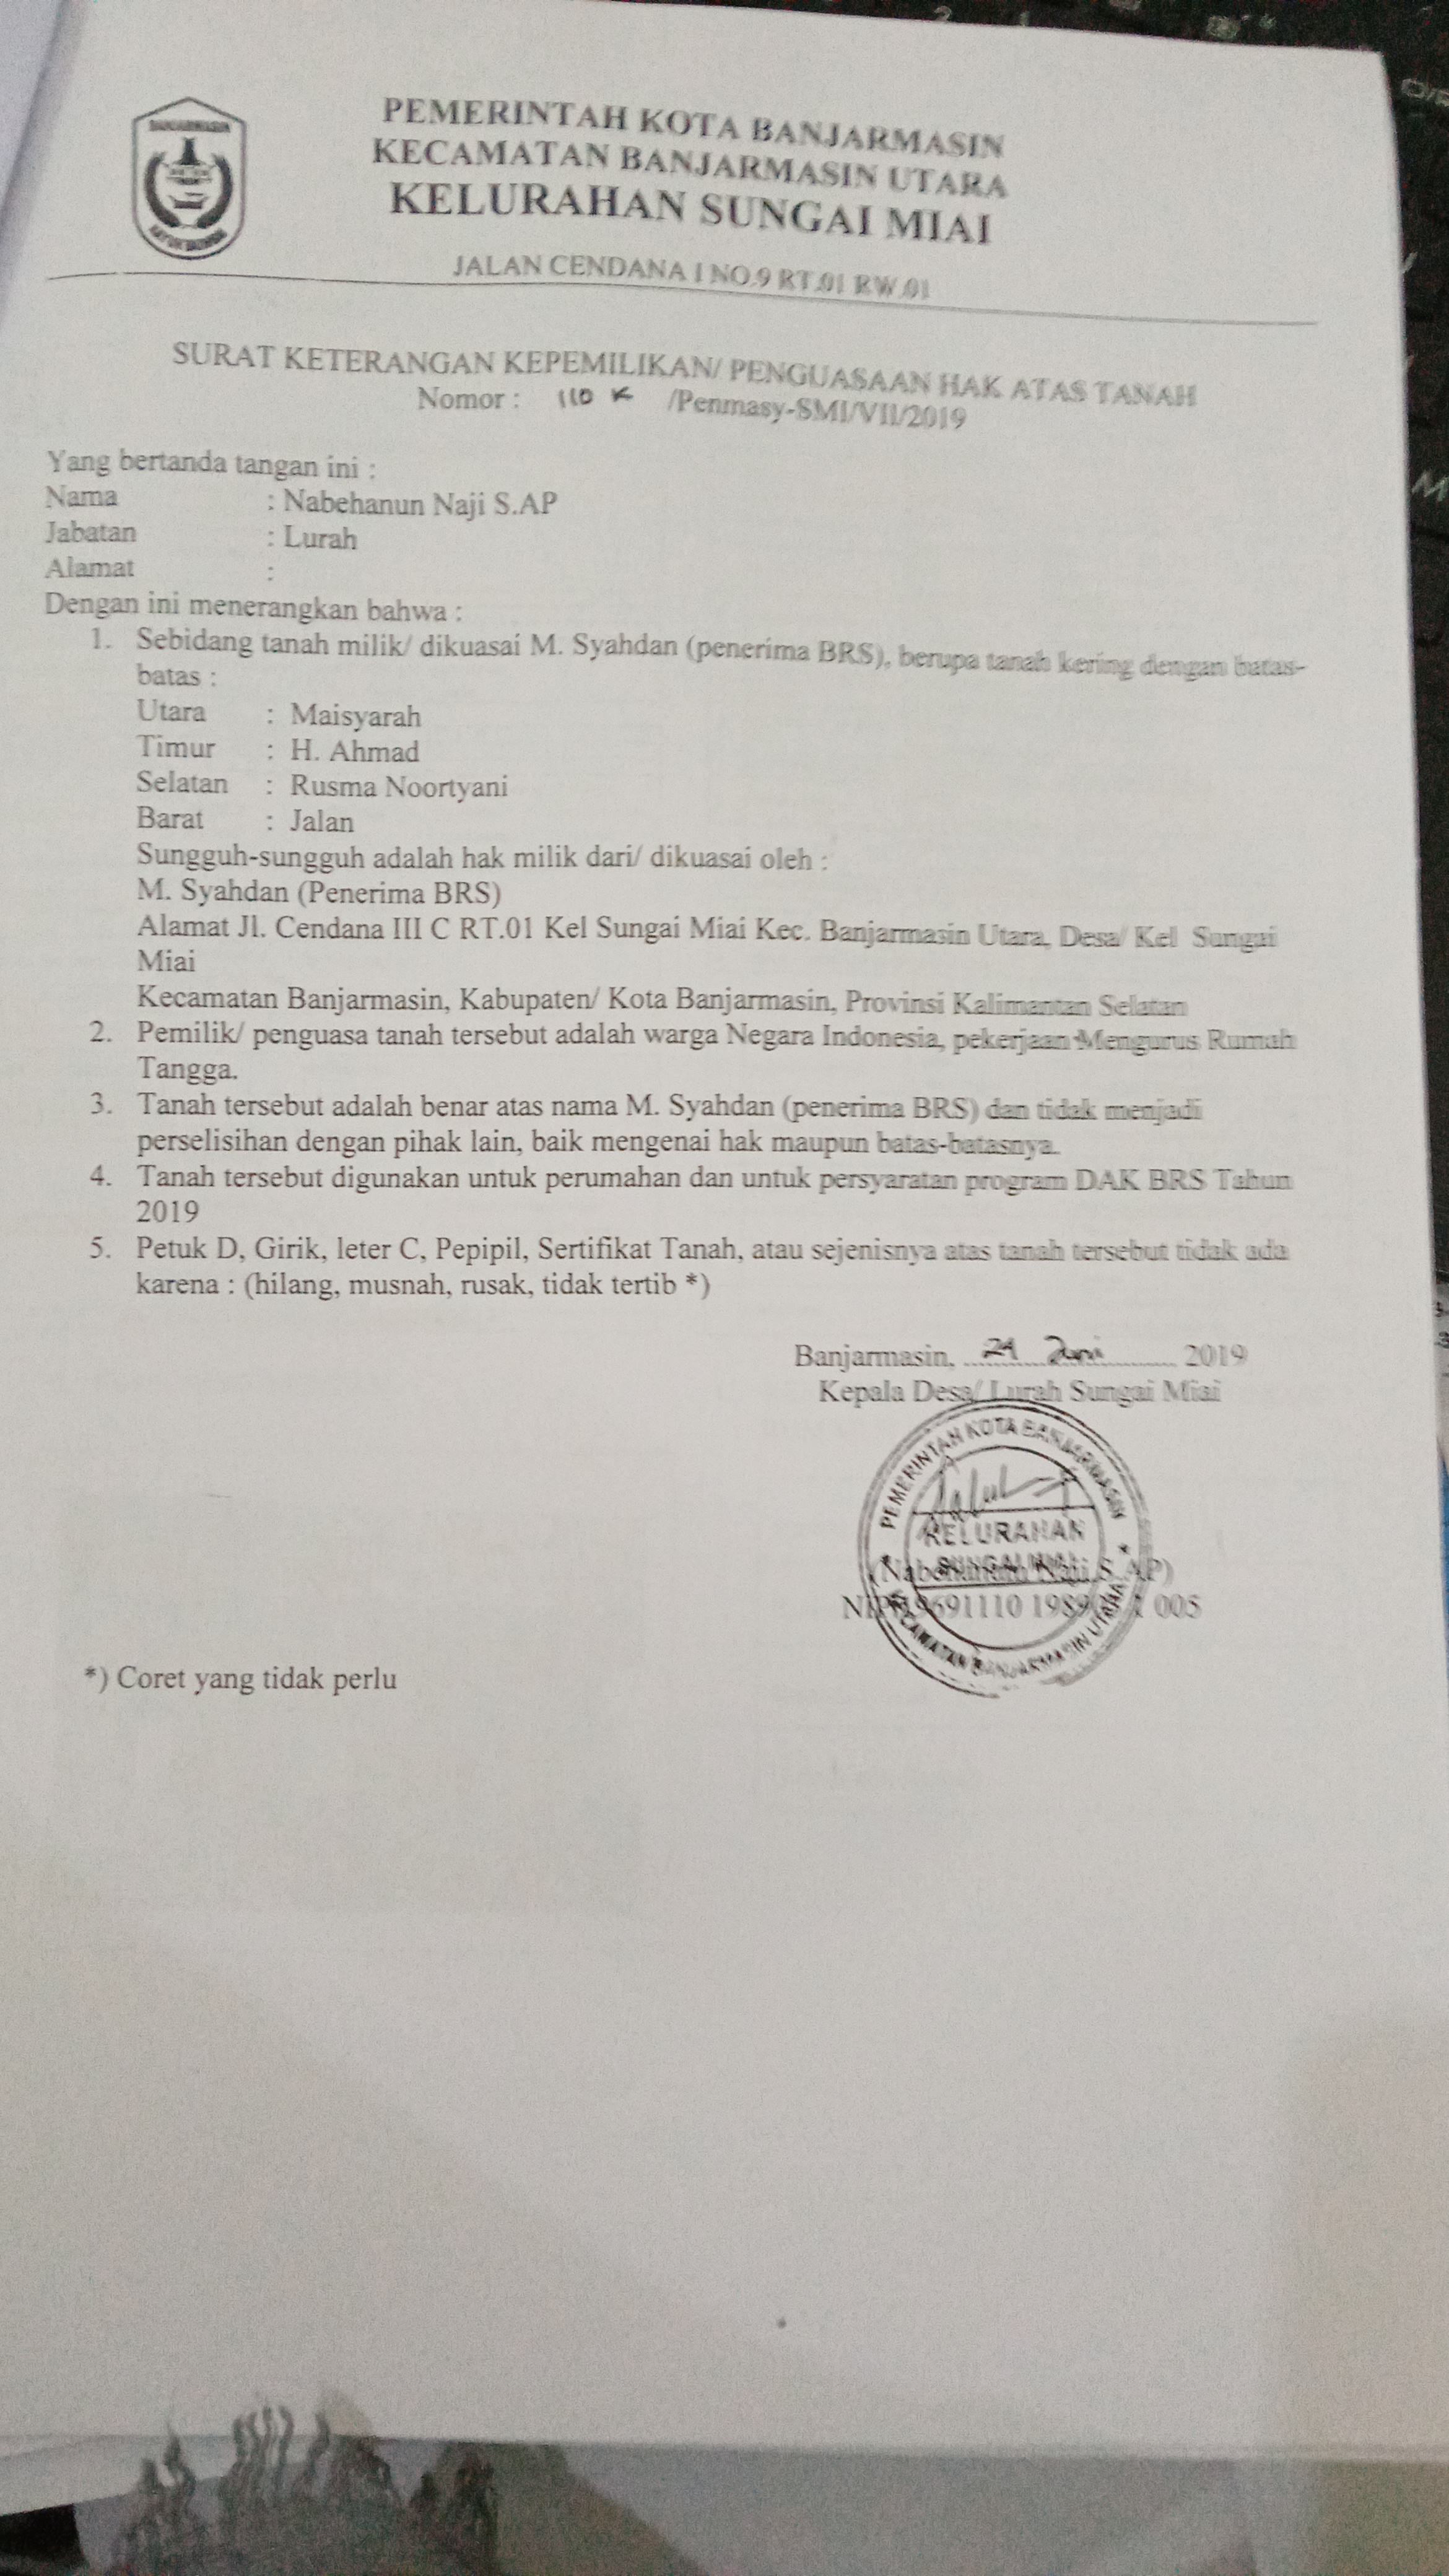 BANJARMASIN
PEMERINTAH KOTA BANJARMASIN
KECAMATAN BANJARMASIN UTARA
KELURAHAN SUNGAI MIAI
JALAN CENDANA I NO.9 RT.01 RW.01
SURAT KETERANGAN KEPEMILIKAN/ PENGUASAAN HAK ATAS TANAH
Nomor : 110 K /Penmasy-SMI/VII/2019
Yang bertanda tangan ini :
Nama : Nabehanun Naji S.AP
Jabatan : Lurah
Alamat :
Dengan ini menerangkan bahwa :
1. Sebidang tanah milik/ dikuasai M. Syahdan (penerima BRS), berupa tanah kering dengan batas-
batas :
Utara : Maisyarah
Timur : H. Ahmad
Selatan : Rusma Noortyani
Barat : Jalan
Sungguh-sungguh adalah hak milik dari/ dikuasai oleh :
M. Syahdan (Penerima BRS)
Alamat Jl. Cendana III C RT.01 Kel Sungai Miai Kec. Banjarmasin Utara, Desa/ Kel Sungai
Miai
Kecamatan Banjarmasin, Kabupaten/ Kota Banjarmasin, Provinsi Kalimantan Selatan
2. Pemilik/ penguasa tanah tersebut adalah warga Negara Indonesia, pekerjaan Mengurus Rumah
Tangga.
3. Tanah tersebut adalah benar atas nama M. Syahdan (penerima BRS) dan tidak menjadi
perselisihan dengan pihak lain, baik mengenai hak maupun batas-batasnya.
4. Tanah tersebut digunakan untuk perumahan dan untuk persyaratan program DAK BRS Tahun
2019
5. Petuk D, Girik, leter C, Pepipil, Sertifikat Tanah, atau sejenisnya atas tanah tersebut tidak ada
karena : (hilang, musnah, rusak, tidak tertib *)
Banjarmasin, Juni 2019
Kepala Desa/ Lurah Sungai Miai
PEMERINTAH KOTA BANJARMASIN
KELURAHAN
SUNGAI MIAI
KECAMATAN BANJARMASIN UTARA
(Nabehanun Naji S.AP)
005
*) Coret yang tidak perlu